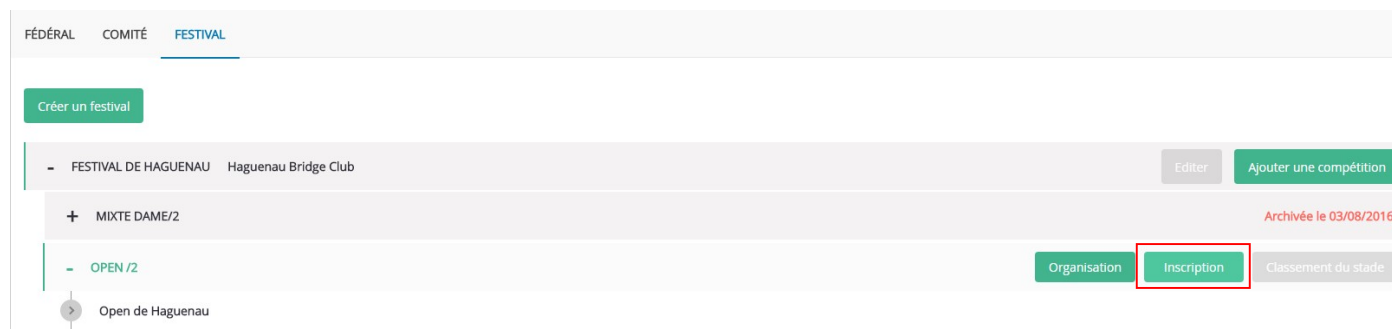 FÉDÉRAL COMITÉ FESTIVAL
Créer un festival
- FESTIVAL DE HAGUENAU Haguenau Bridge Club Editer Ajouter une compétition
+ MIXTE DAME/2 Archivée le 03/08/2016
- OPEN /2 Organisation Inscription Classement du stade
Open de Haguenau